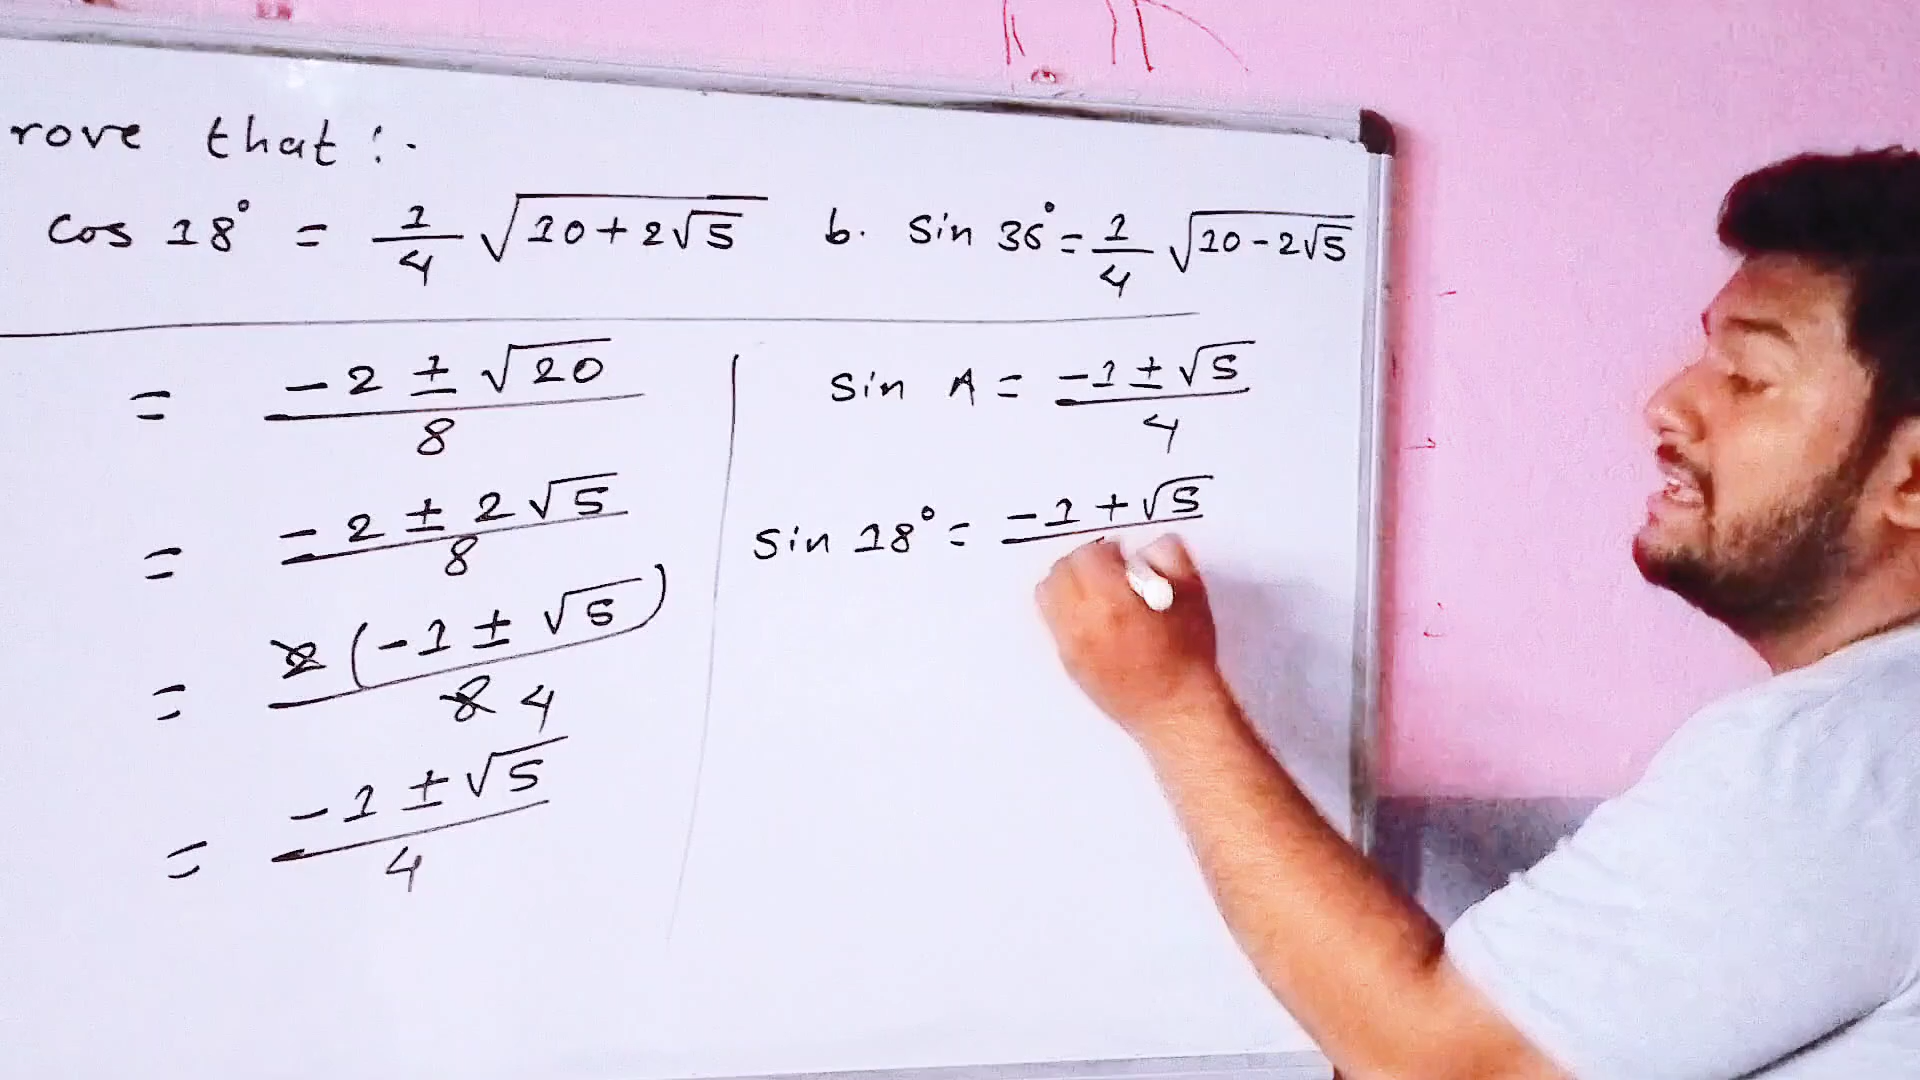 rove that :-
cos 18° = 1/4 √(10+2√5) b. sin 36° = 1/4 √(10-2√5)
= (-2 ± √20)/8
= (-2 ± 2√5)/8
= 2(-1 ± √5)/8 4
= (-1 ± √5)/4
sin A = (-1 ± √5)/4
sin 18° = (-1 + √5)